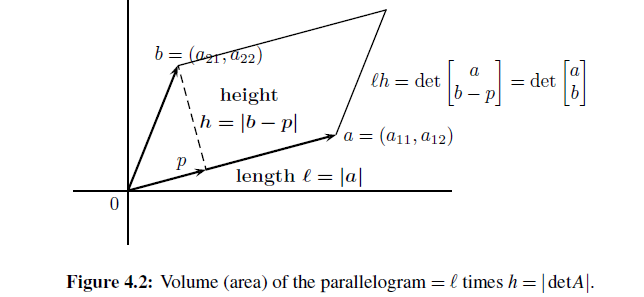 b = (a₂₁, a₂₂)
ℓh = det [a b − p] = det [a b]
height
h = |b − p|
a = (a₁₁, a₁₂)
p
length ℓ = |a|
0
Figure 4.2: Volume (area) of the parallelogram = ℓ times h = |detA|.